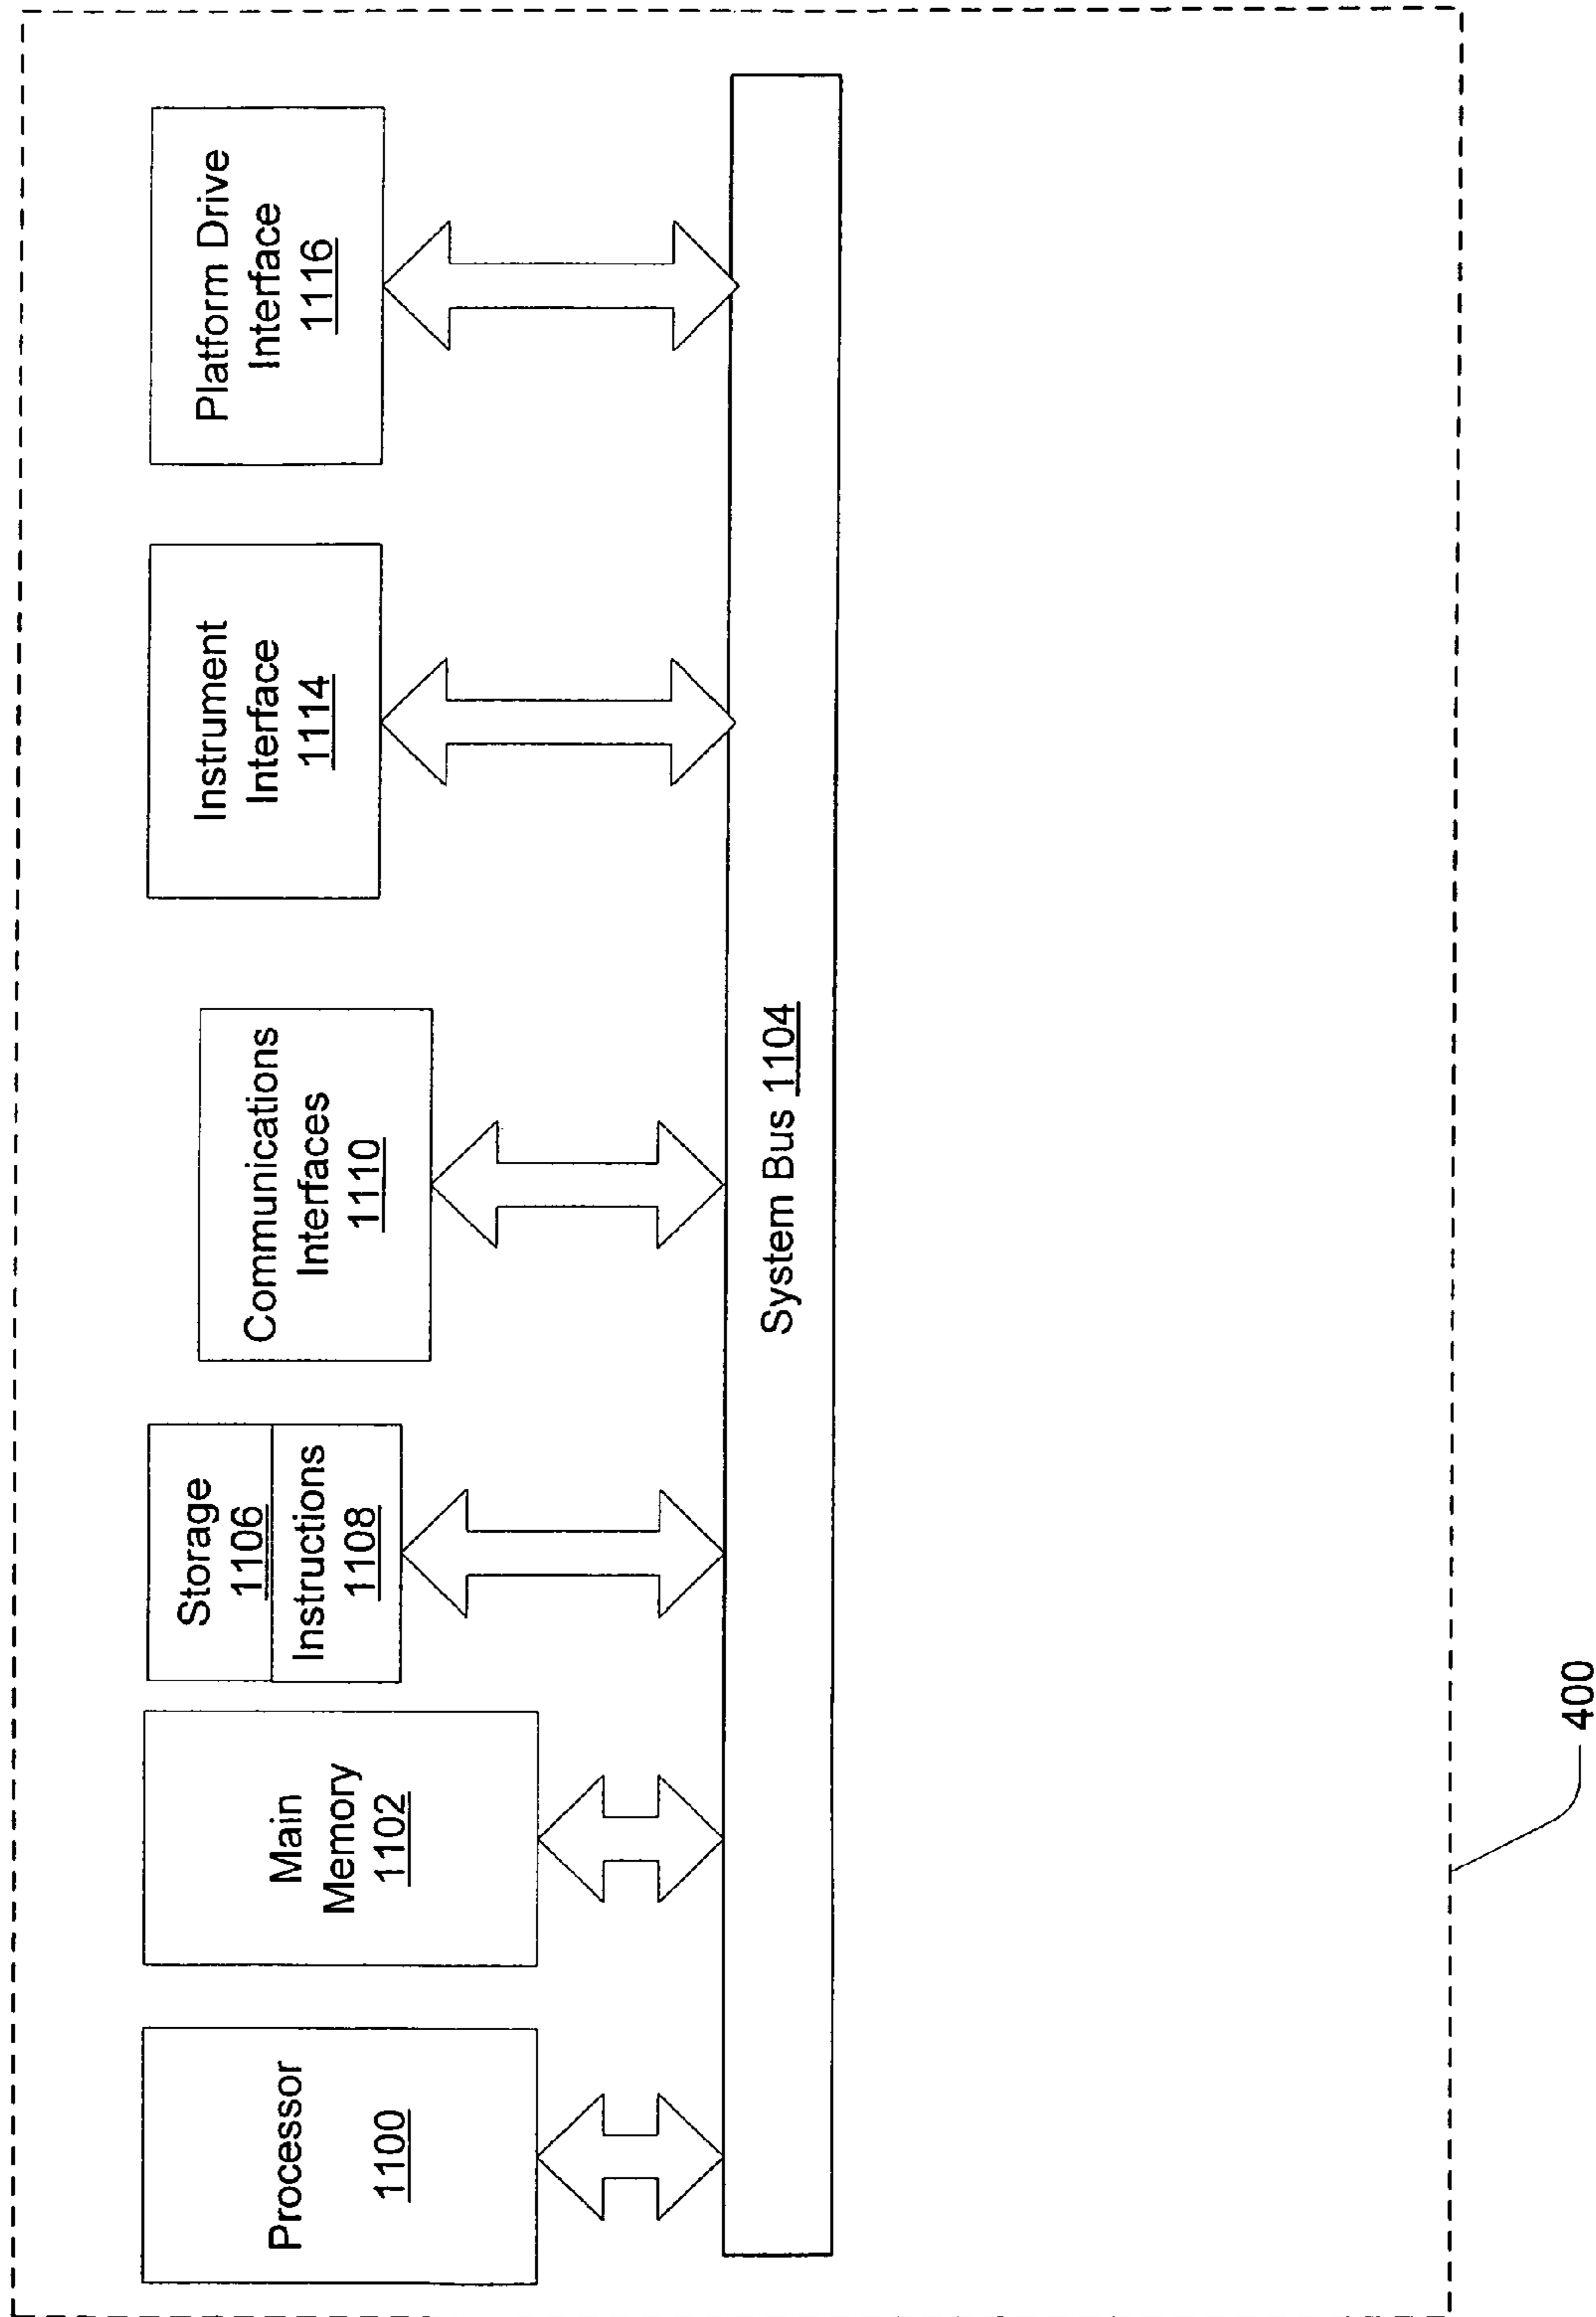 Processor
1100
Main
Memory
1102
Storage
1106
Instructions
1108
Communications
Interfaces
1110
Instrument
Interface
1114
Platform Drive
Interface
1116
System Bus 1104
400